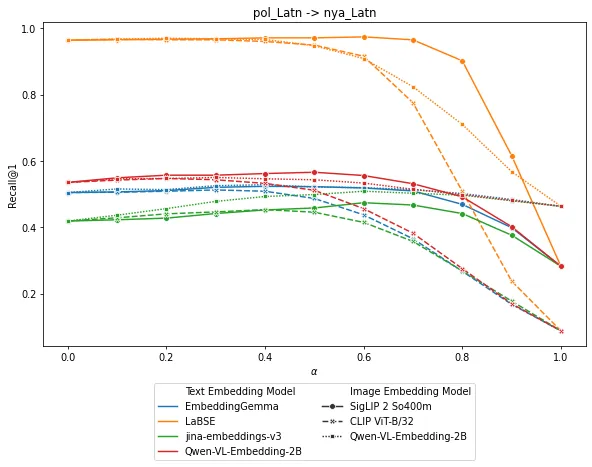 pol_Latn -> nya_Latn
1.0
0.8
0.6
0.4
0.2
Recall@1
0.0 0.2 0.4 0.6 0.8 1.0
α
Text Embedding Model Image Embedding Model
EmbeddingGemma SigLIP 2 So400m
LaBSE CLIP ViT-B/32
jina-embeddings-v3 Qwen-VL-Embedding-2B
Qwen-VL-Embedding-2B